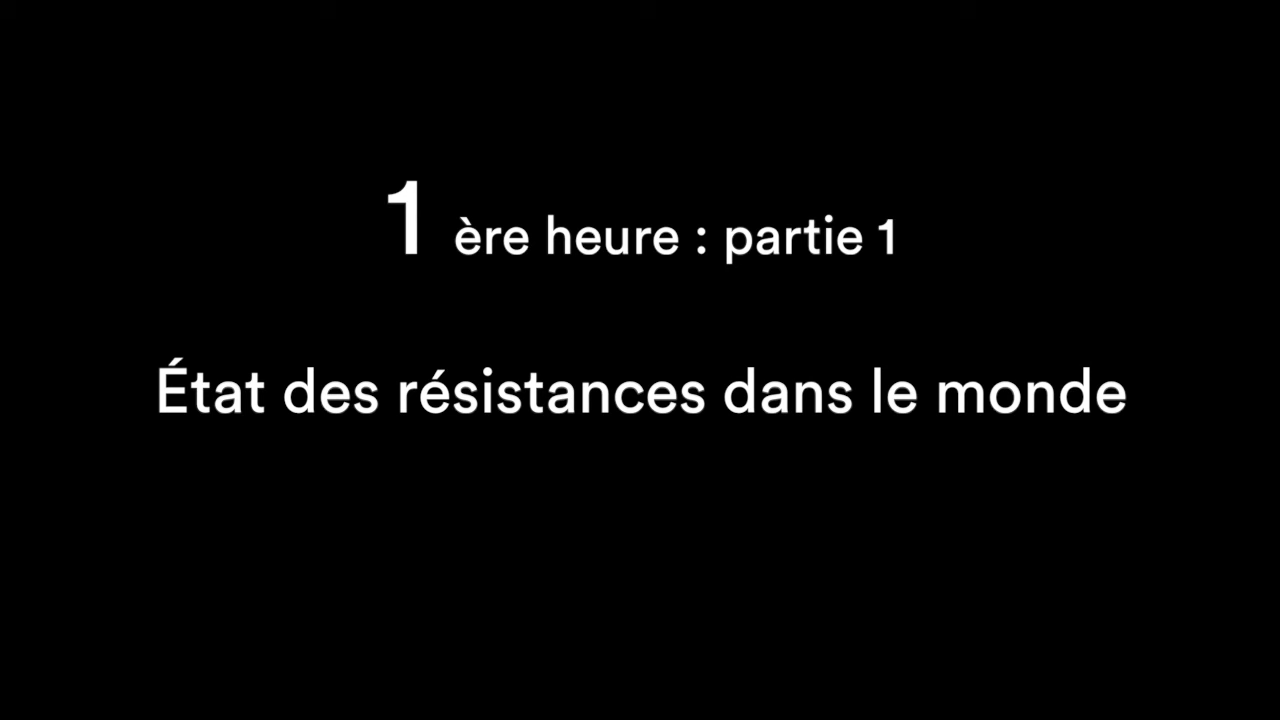 1 ère heure : partie 1
État des résistances dans le monde